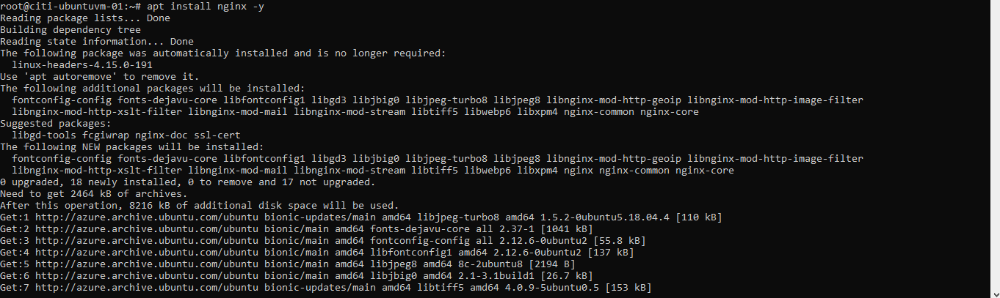 root@citi-ubuntuvm-01:~# apt install nginx -y
Reading package lists... Done
Building dependency tree
Reading state information... Done
The following package was automatically installed and is no longer required:
  linux-headers-4.15.0-191
Use 'apt autoremove' to remove it.
The following additional packages will be installed:
  fontconfig-config fonts-dejavu-core libfontconfig1 libgd3 libjbig0 libjpeg-turbo8 libjpeg8 libnginx-mod-http-geoip libnginx-mod-http-image-filter
  libnginx-mod-http-xslt-filter libnginx-mod-mail libnginx-mod-stream libtiff5 libwebp6 libxpm4 nginx-common nginx-core
Suggested packages:
  libgd-tools fcgiwrap nginx-doc ssl-cert
The following NEW packages will be installed:
  fontconfig-config fonts-dejavu-core libfontconfig1 libgd3 libjbig0 libjpeg-turbo8 libjpeg8 libnginx-mod-http-geoip libnginx-mod-http-image-filter
  libnginx-mod-http-xslt-filter libnginx-mod-mail libnginx-mod-stream libtiff5 libwebp6 libxpm4 nginx nginx-common nginx-core
0 upgraded, 18 newly installed, 0 to remove and 17 not upgraded.
Need to get 2464 kB of archives.
After this operation, 8216 kB of additional disk space will be used.
Get:1 http://azure.archive.ubuntu.com/ubuntu bionic-updates/main amd64 libjpeg-turbo8 amd64 1.5.2-0ubuntu5.18.04.4 [110 kB]
Get:2 http://azure.archive.ubuntu.com/ubuntu bionic/main amd64 fonts-dejavu-core all 2.37-1 [1041 kB]
Get:3 http://azure.archive.ubuntu.com/ubuntu bionic/main amd64 fontconfig-config all 2.12.6-0ubuntu2 [55.8 kB]
Get:4 http://azure.archive.ubuntu.com/ubuntu bionic/main amd64 libfontconfig1 amd64 2.12.6-0ubuntu2 [137 kB]
Get:5 http://azure.archive.ubuntu.com/ubuntu bionic/main amd64 libjpeg8 amd64 8c-2ubuntu8 [2194 B]
Get:6 http://azure.archive.ubuntu.com/ubuntu bionic/main amd64 libjbig0 amd64 2.1-3.1build1 [26.7 kB]
Get:7 http://azure.archive.ubuntu.com/ubuntu bionic-updates/main amd64 libtiff5 amd64 4.0.9-5ubuntu0.5 [153 kB]